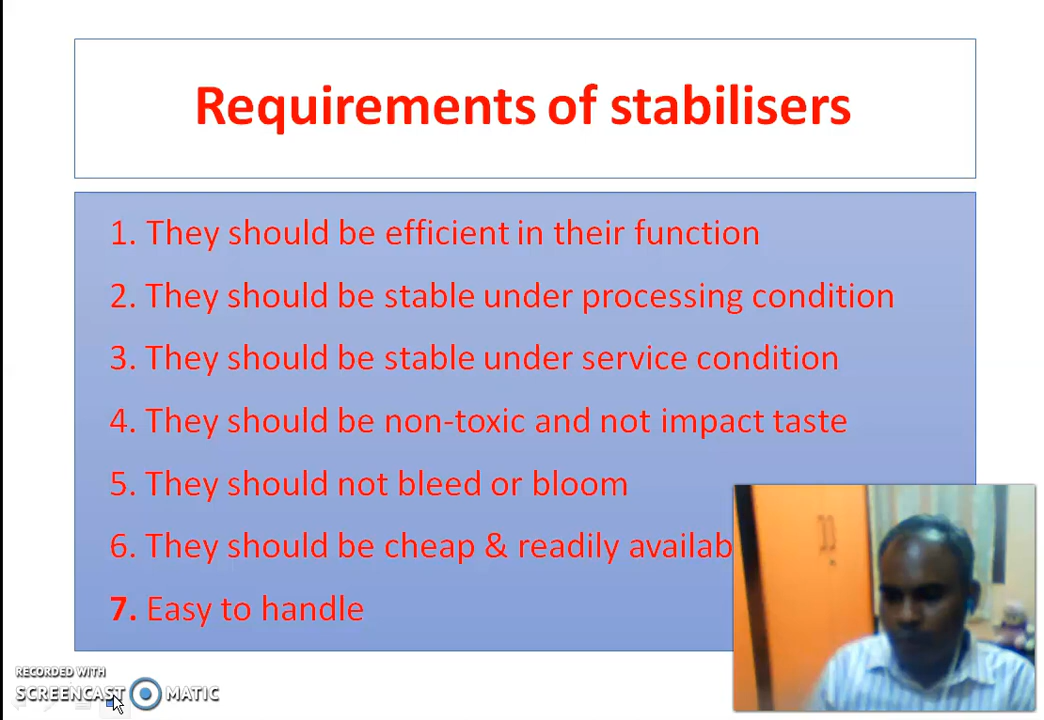 Requirements of stabilisers
1. They should be efficient in their function
2. They should be stable under processing condition
3. They should be stable under service condition
4. They should be non-toxic and not impact taste
5. They should not bleed or bloom
6. They should be cheap & readily availab
7. Easy to handle
RECORDED WITH
SCREENCAST MATIC